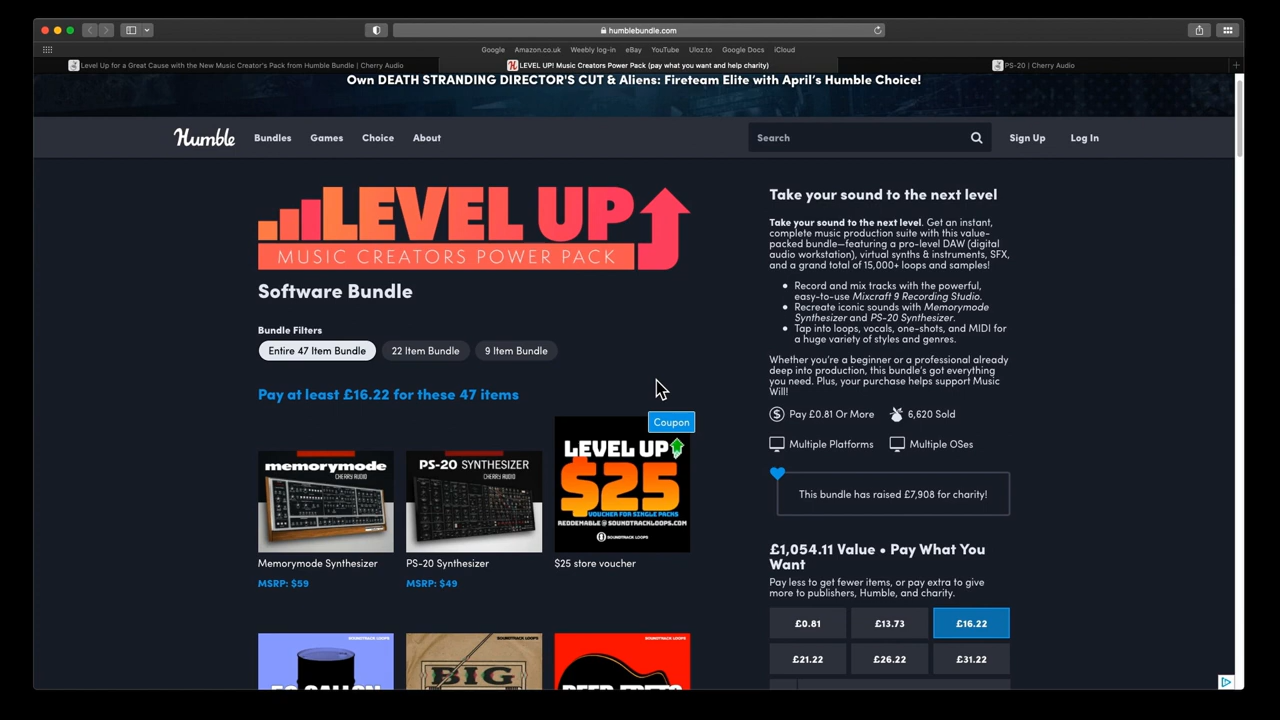 humblebundle.com
Google Amazon.co.uk Weebly log-in eBay YouTube Uloz.to Google Docs iCloud
Level Up for a Great Cause with the New Music Creator's Pack from Humble Bundle | Cherry Audio
LEVEL UP! Music Creators Power Pack (pay what you want and help charity)
PS-20 | Cherry Audio
Own DEATH STRANDING DIRECTOR'S CUT & Aliens: Fireteam Elite with April's Humble Choice!
Humble
Bundles Games Choice About
Search
Sign Up Log In
LEVEL UP
MUSIC CREATORS POWER PACK
Software Bundle
Bundle Filters
Entire 47 Item Bundle 22 Item Bundle 9 Item Bundle
Pay at least £16.22 for these 47 items
Coupon
memorymode
CHERRY AUDIO
PS-20 SYNTHESIZER
CHERRY AUDIO
LEVEL UP
$25
VOUCHER FOR SINGLE PACKS
REDEEMABLE @ SOUNDTRACKLOOPS.COM
SOUNDTRACK LOOPS
Memorymode Synthesizer
MSRP: $59
PS-20 Synthesizer
MSRP: $49
$25 store voucher
SOUNDTRACK LOOPS
SOUNDTRACK LOOPS
BIG
SOUNDTRACK LOOPS
Take your sound to the next level
Take your sound to the next level. Get an instant,
complete music production suite with this value-
packed bundle—featuring a pro-level DAW (digital
audio workstation), virtual synths & instruments, SFX,
and a grand total of 15,000+ loops and samples!
Record and mix tracks with the powerful,
easy-to-use Mixcraft 9 Recording Studio.
Recreate iconic sounds with Memorymode
Synthesizer and PS-20 Synthesizer.
Tap into loops, vocals, one-shots, and MIDI for
a huge variety of styles and genres.
Whether you're a beginner or a professional already
deep into production, this bundle's got everything
you need. Plus, your purchase helps support Music
Will!
Pay £0.81 Or More 6,620 Sold
Multiple Platforms Multiple OSes
This bundle has raised £7,908 for charity!
£1,054.11 Value • Pay What You
Want
Pay less to get fewer items, or pay extra to give
more to publishers, Humble, and charity.
£0.81 £13.73 £16.22
£21.22 £26.22 £31.22